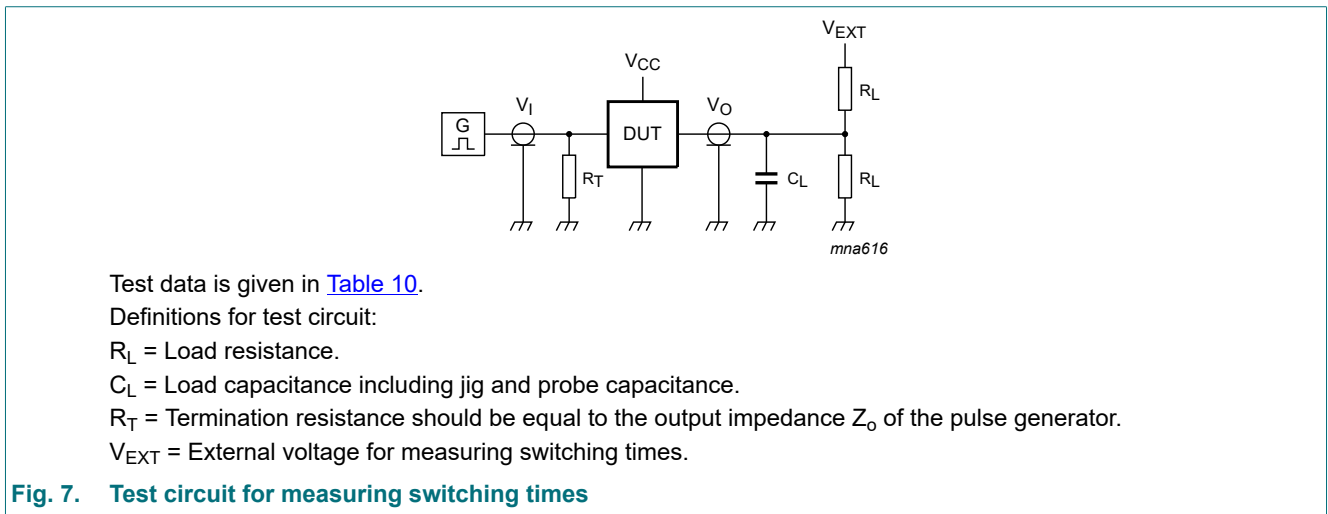 VEXT
VCC
RL
VI
VO
G
DUT
RT
CL
RL
mna616
Test data is given in Table 10.
Definitions for test circuit:
RL = Load resistance.
CL = Load capacitance including jig and probe capacitance.
RT = Termination resistance should be equal to the output impedance Zo of the pulse generator.
VEXT = External voltage for measuring switching times.
Fig. 7. Test circuit for measuring switching times